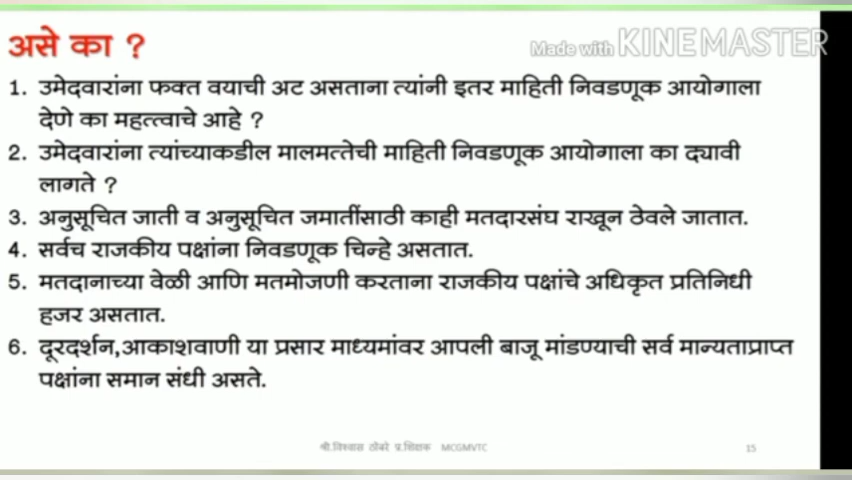 असे का ?
Made with KINEMASTER
1. उमेदवारांना फक्त वयाची अट असताना त्यांनी इतर माहिती निवडणूक आयोगाला
देणे का महत्त्वाचे आहे ?
2. उमेदवारांना त्यांच्याकडील मालमत्तेची माहिती निवडणूक आयोगाला का द्यावी
लागते ?
3. अनुसूचित जाती व अनुसूचित जमातींसाठी काही मतदारसंघ राखून ठेवले जातात.
4. सर्वच राजकीय पक्षांना निवडणूक चिन्हे असतात.
5. मतदानाच्या वेळी आणि मतमोजणी करताना राजकीय पक्षांचे अधिकृत प्रतिनिधी
हजर असतात.
6. दूरदर्शन,आकाशवाणी या प्रसार माध्यमांवर आपली बाजू मांडण्याची सर्व मान्यताप्राप्त
पक्षांना समान संधी असते.
श्री.विश्वास ठोंबरे प्र.शिक्षक MCGMVTC
15